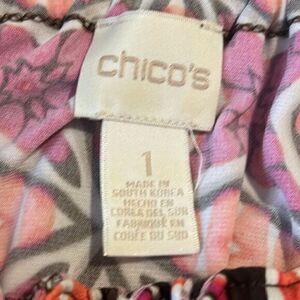 chico's
1
MADE IN
SOUTH KOREA
HECHO EN
COREA DEL SUR
FABRIQUÉ EN
CORÉE DU SUD